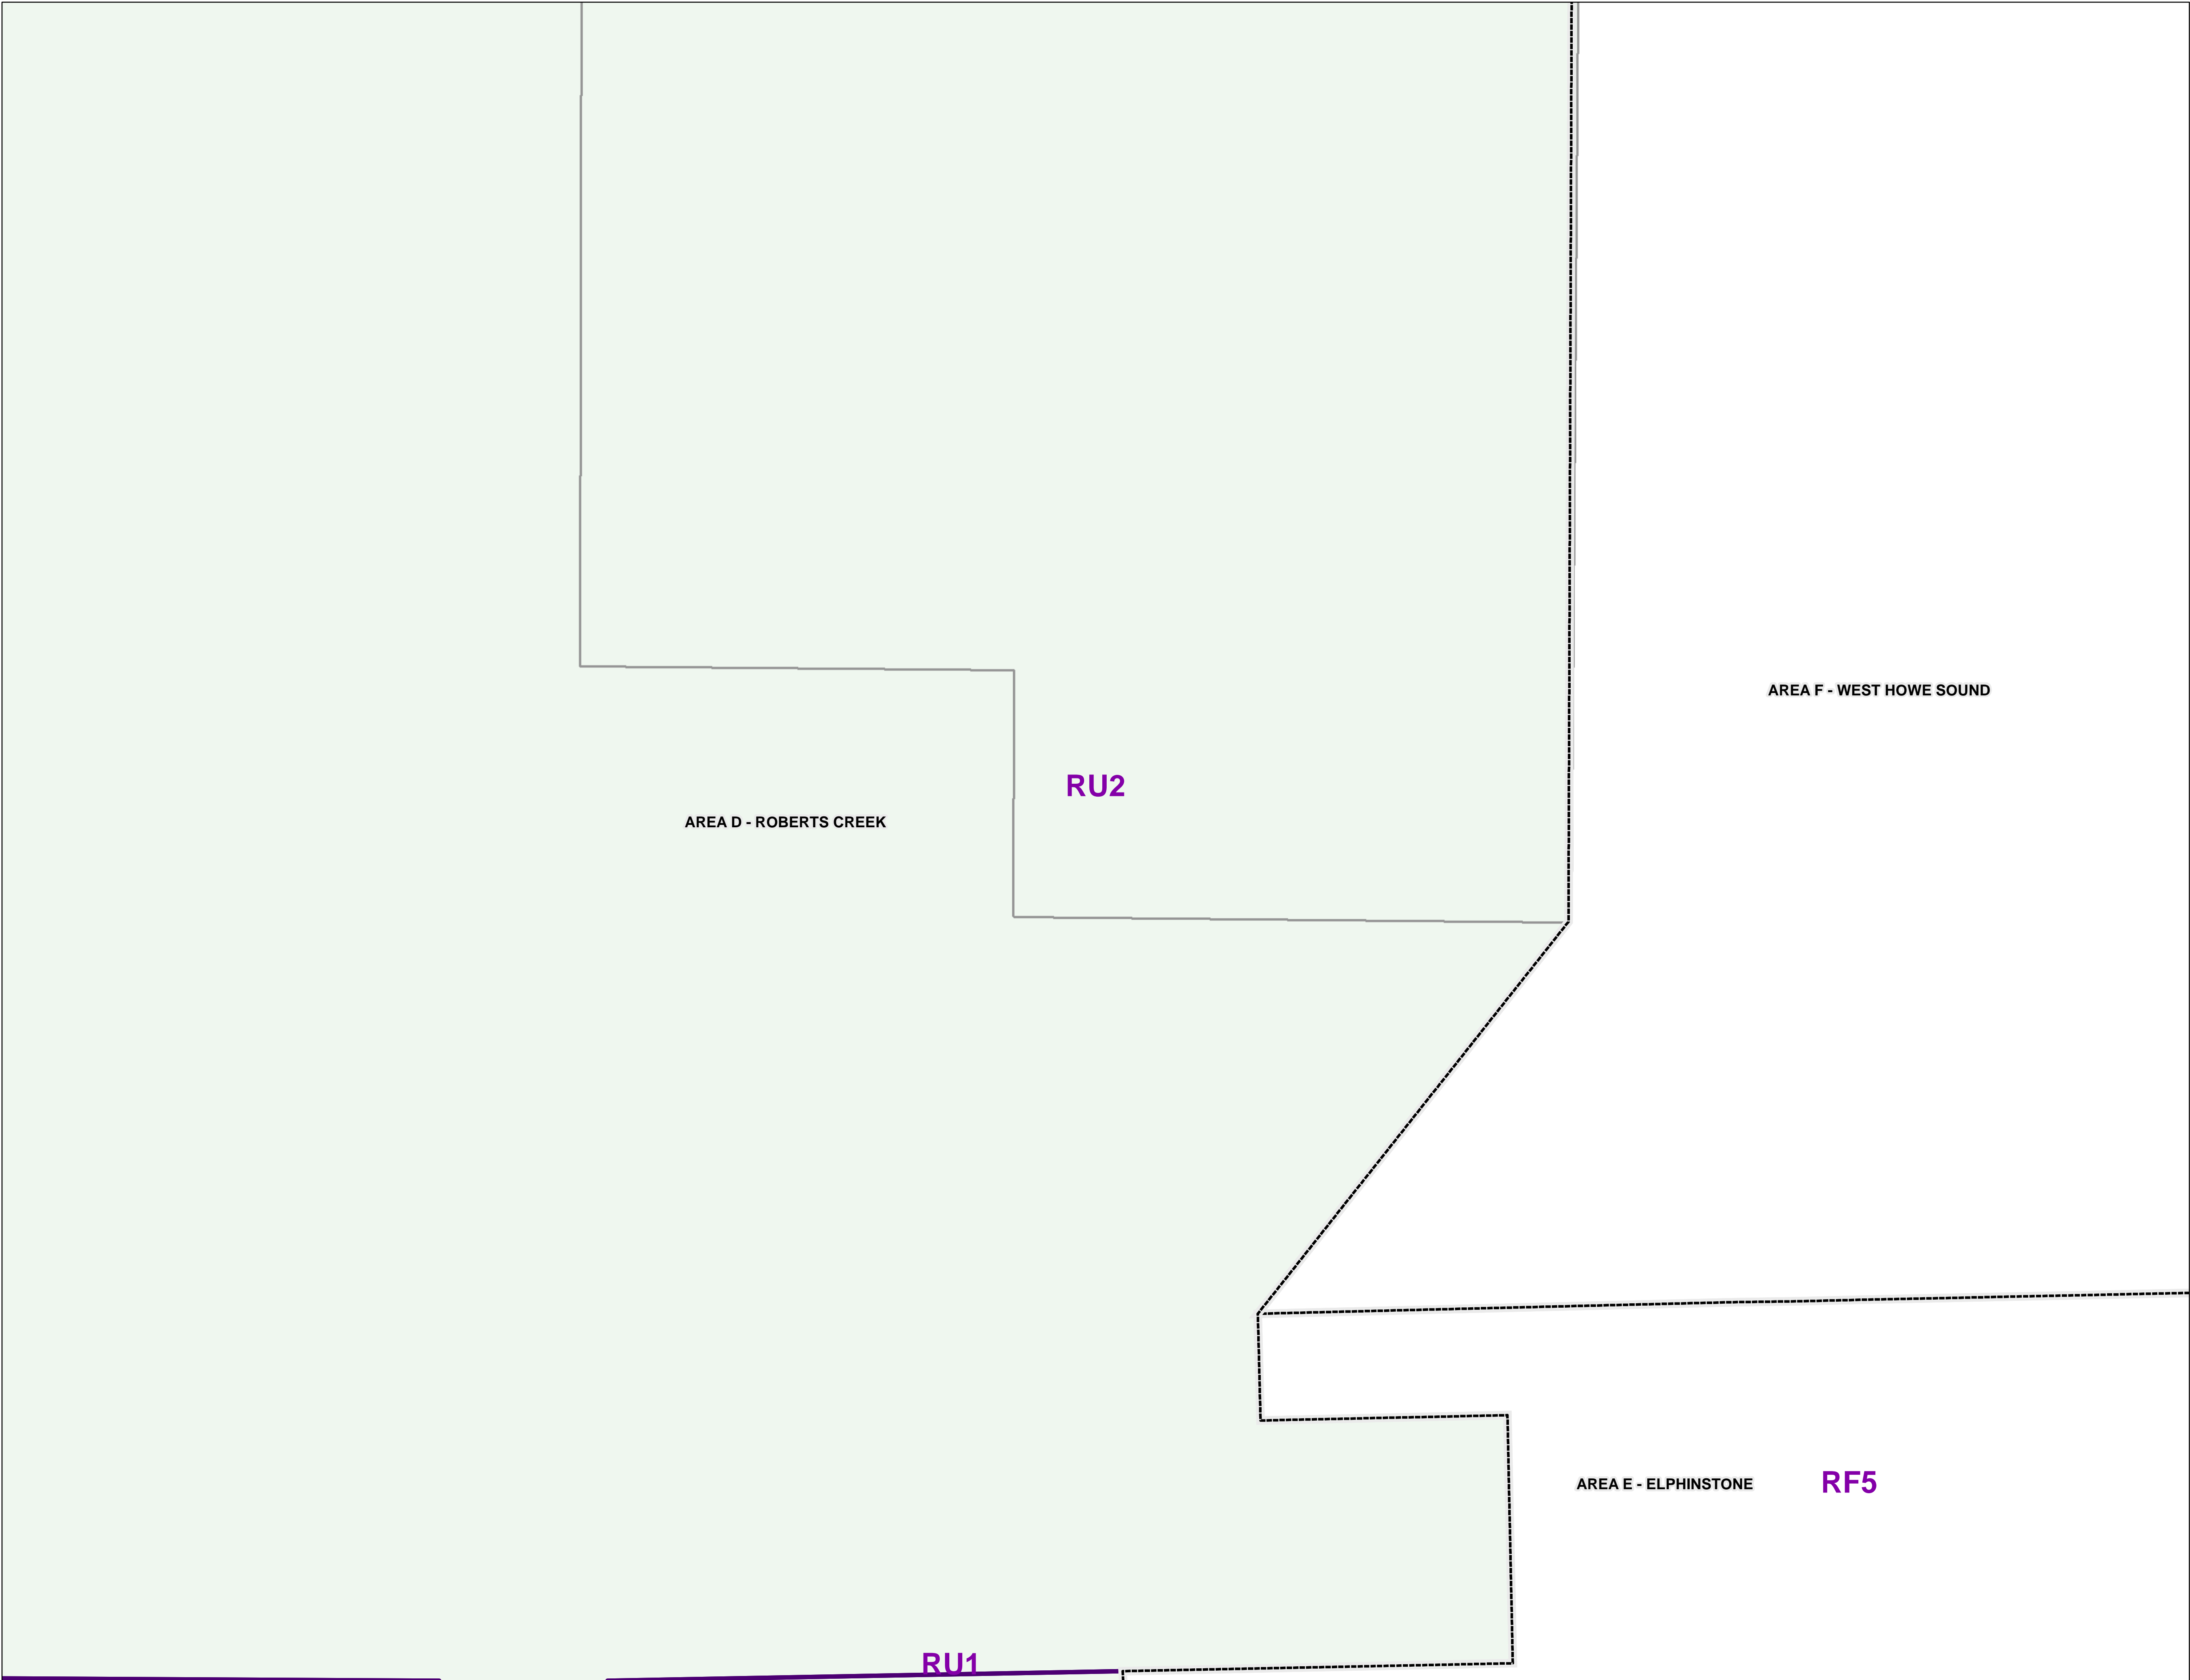 AREA F - WEST HOWE SOUND
RU2
AREA D - ROBERTS CREEK
AREA E - ELPHINSTONE
RF5
RU1